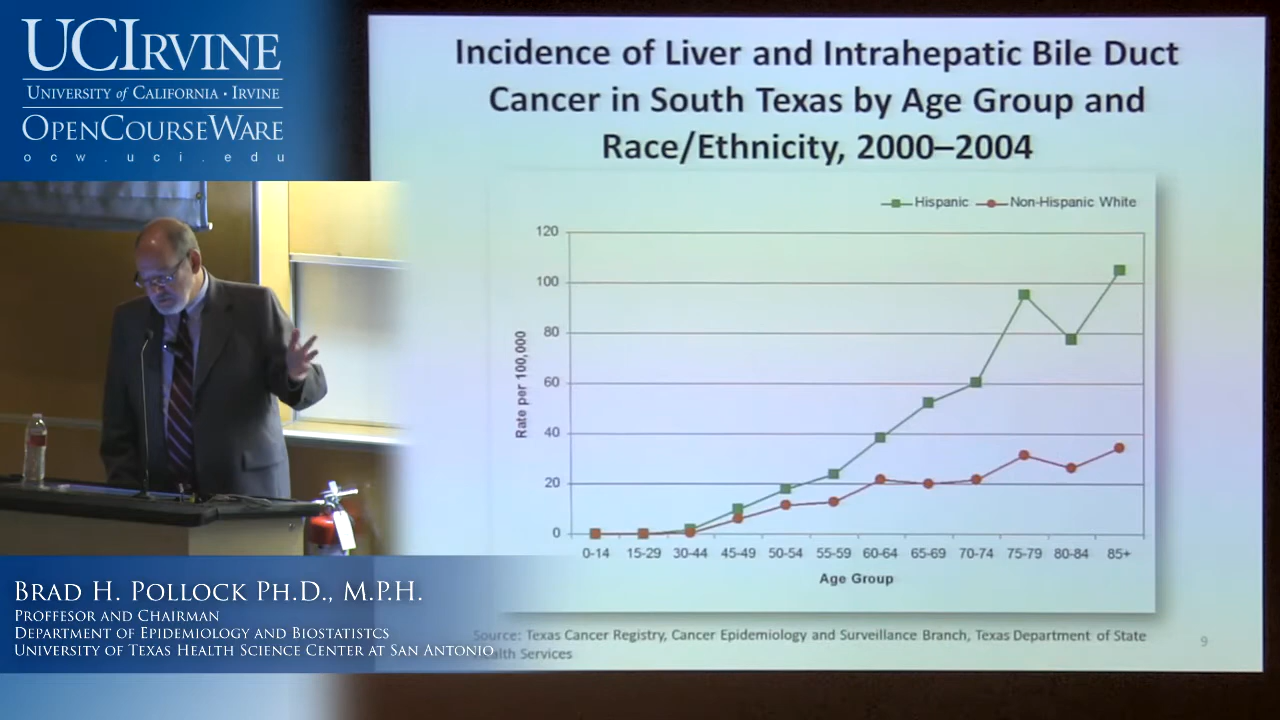 UCIRVINE
UNIVERSITY of CALIFORNIA · IRVINE
OPENCOURSEWARE
ocw.uci.edu
Incidence of Liver and Intrahepatic Bile Duct
Cancer in South Texas by Age Group and
Race/Ethnicity, 2000–2004
Hispanic
Non-Hispanic White
120
100
80
60
40
20
0
Rate per 100,000
0-14 15-29 30-44 45-49 50-54 55-59 60-64 65-69 70-74 75-79 80-84 85+
Age Group
Source: Texas Cancer Registry, Cancer Epidemiology and Surveillance Branch, Texas Department of State
Health Services
9
BRAD H. POLLOCK PH.D., M.P.H.
PROFFESOR AND CHAIRMAN
DEPARTMENT OF EPIDEMIOLOGY AND BIOSTATISTCS
UNIVERSITY OF TEXAS HEALTH SCIENCE CENTER AT SAN ANTONIO